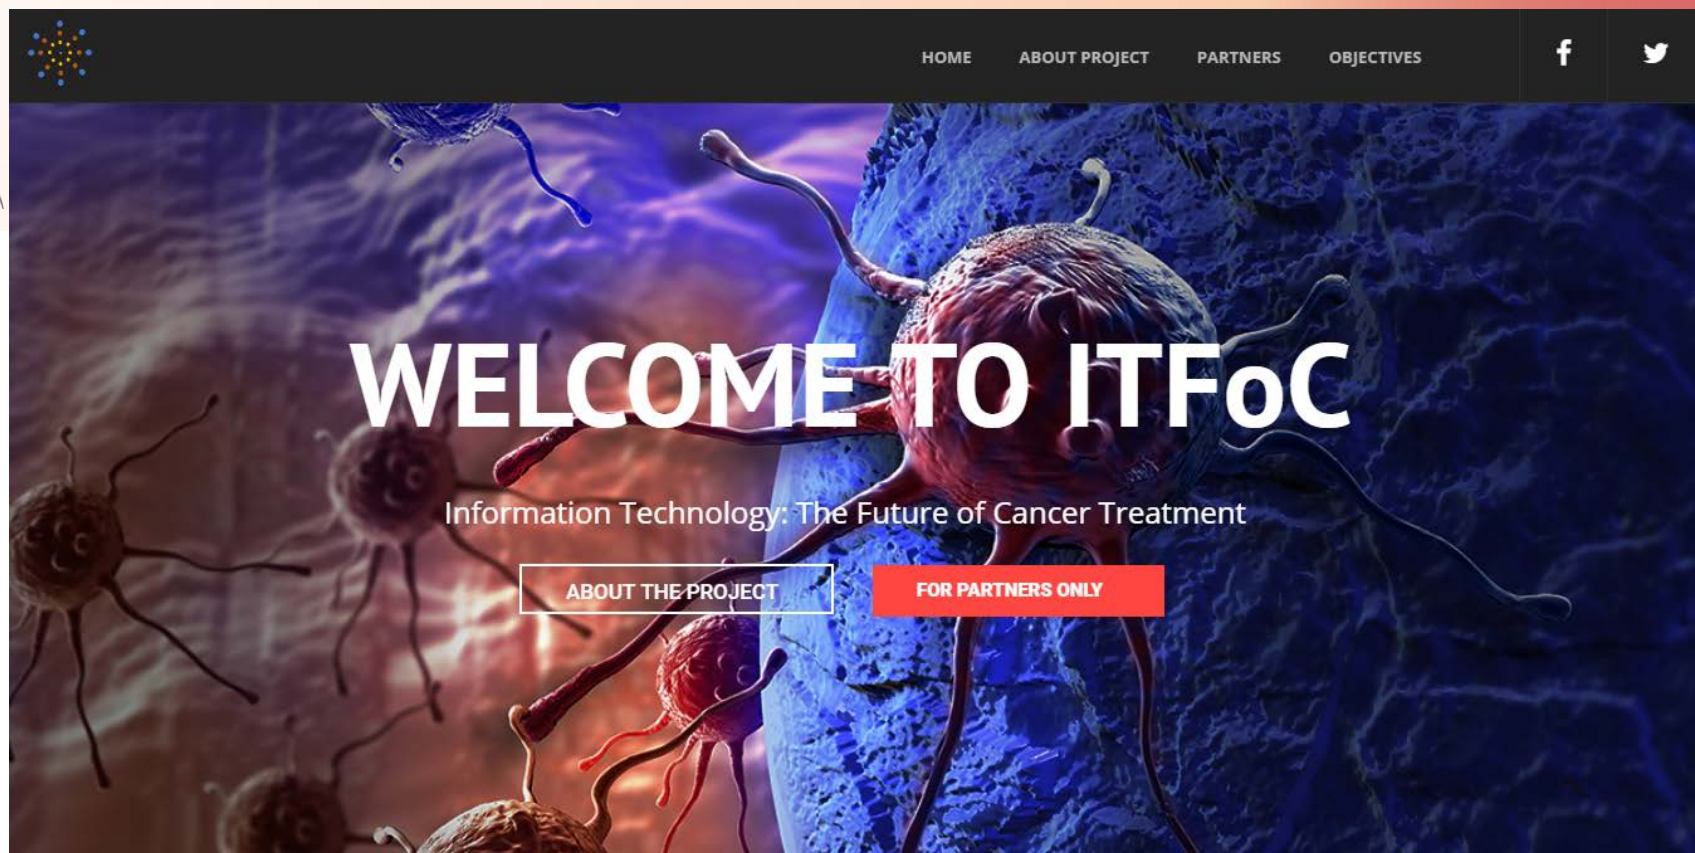 HOME ABOUT PROJECT PARTNERS OBJECTIVES
WELCOME TO ITFoC
Information Technology: The Future of Cancer Treatment
ABOUT THE PROJECT FOR PARTNERS ONLY